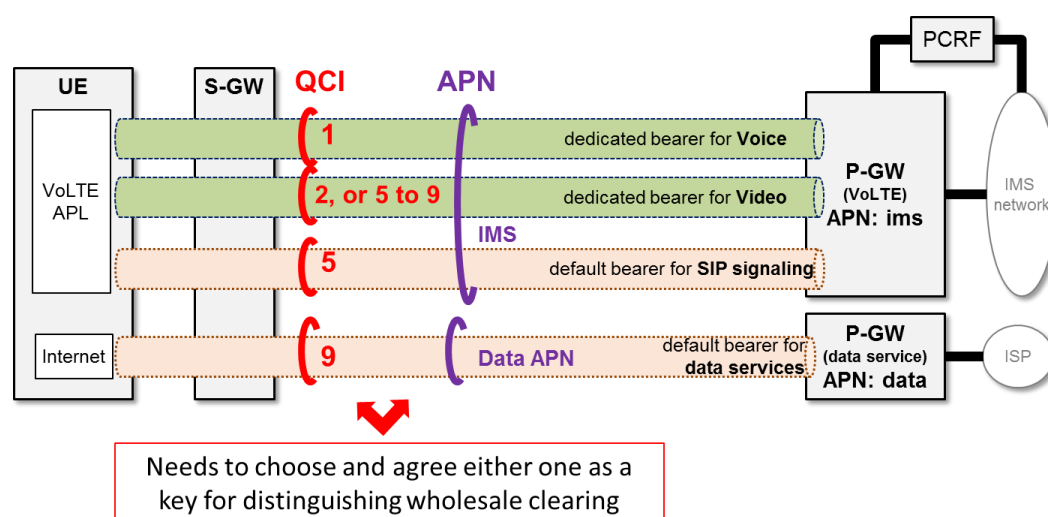 PCRF
UE
S-GW
QCI
APN
1
dedicated bearer for Voice
VoLTE
APL
2, or 5 to 9
dedicated bearer for Video
P-GW
(VoLTE)
APN: ims
IMS
network
IMS
5
default bearer for SIP signaling
Internet
9
Data APN
default bearer for
data services
P-GW
(data service)
APN: data
ISP
Needs to choose and agree either one as a
key for distinguishing wholesale clearing